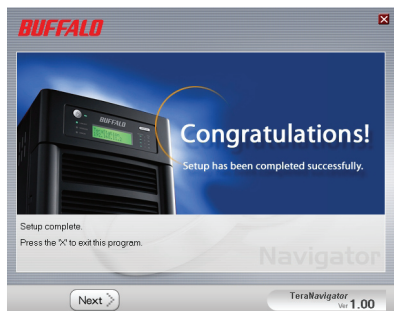 BUFFALO
BUFFALO
Congratulations!
Setup has been completed successfully.
Setup complete.
Press the "X" to exit this program.
Navigator
Next
TeraNavigator
Ver 1.00